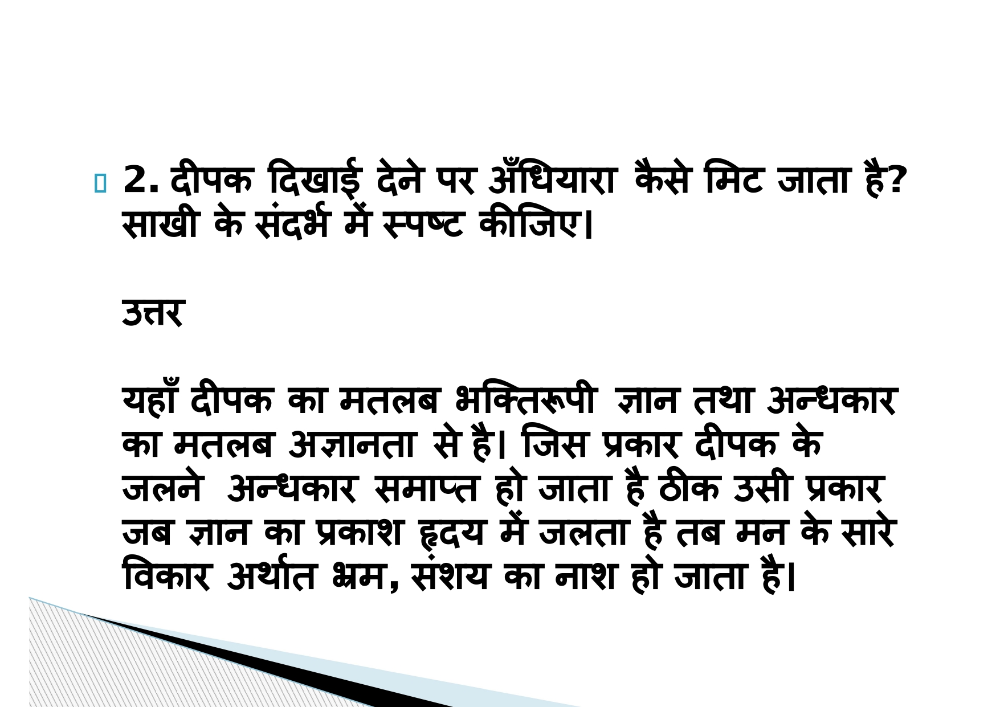 2. दीपक दिखाई देने पर अँधियारा कैसे मिट जाता है?
साखी के संदर्भ में स्पष्ट कीजिए।
उत्तर
यहाँ दीपक का मतलब भक्तिरूपी ज्ञान तथा अन्धकार
का मतलब अज्ञानता से है। जिस प्रकार दीपक के
जलने अन्धकार समाप्त हो जाता है ठीक उसी प्रकार
जब ज्ञान का प्रकाश हृदय में जलता है तब मन के सारे
विकार अर्थात भ्रम, संशय का नाश हो जाता है।